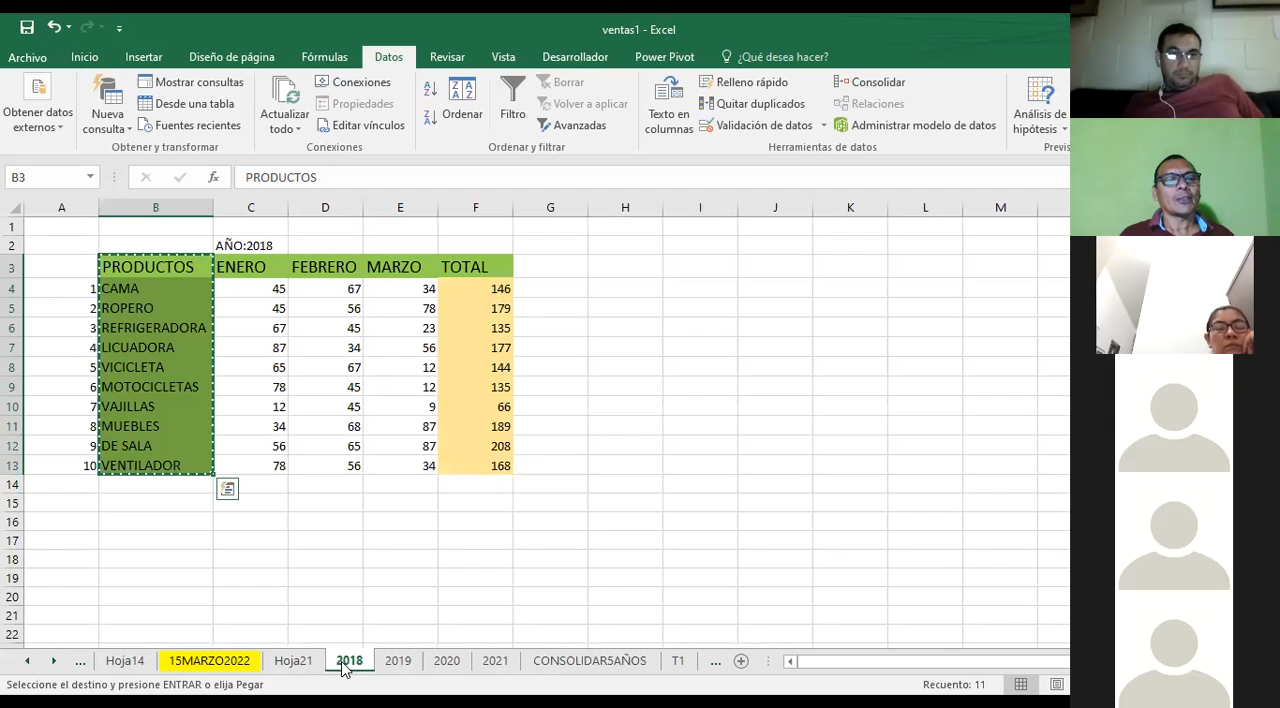 ventas1 - Excel
Archivo Inicio Insertar Diseño de página Fórmulas Datos Revisar Vista Desarrollador Power Pivot ¿Qué desea hacer?
Obtener datos externos
Nueva consulta
Mostrar consultas
Desde una tabla
Fuentes recientes
Obtener y transformar
Actualizar todo
Conexiones
Propiedades
Editar vínculos
Conexiones
Ordenar
Filtro
Borrar
Volver a aplicar
Avanzadas
Ordenar y filtrar
Texto en columnas
Relleno rápido
Quitar duplicados
Validación de datos
Consolidar
Relaciones
Administrar modelo de datos
Herramientas de datos
Análisis de hipótesis
Previs
B3 fx PRODUCTOS
A B C D E F G H I J K L M
1
2 AÑO:2018
3 PRODUCTOS ENERO FEBRERO MARZO TOTAL
4 1 CAMA 45 67 34 146
5 2 ROPERO 45 56 78 179
6 3 REFRIGERADORA 67 45 23 135
7 4 LICUADORA 87 34 56 177
8 5 VICICLETA 65 67 12 144
9 6 MOTOCICLETAS 78 45 12 135
10 7 VAJILLAS 12 45 9 66
11 8 MUEBLES 34 68 87 189
12 9 DE SALA 56 65 87 208
13 10 VENTILADOR 78 56 34 168
14
15
16
17
18
19
20
21
22
... Hoja14 15MARZO2022 Hoja21 2018 2019 2020 2021 CONSOLIDAR5AÑOS T1 ...
Seleccione el destino y presione ENTRAR o elija Pegar Recuento: 11